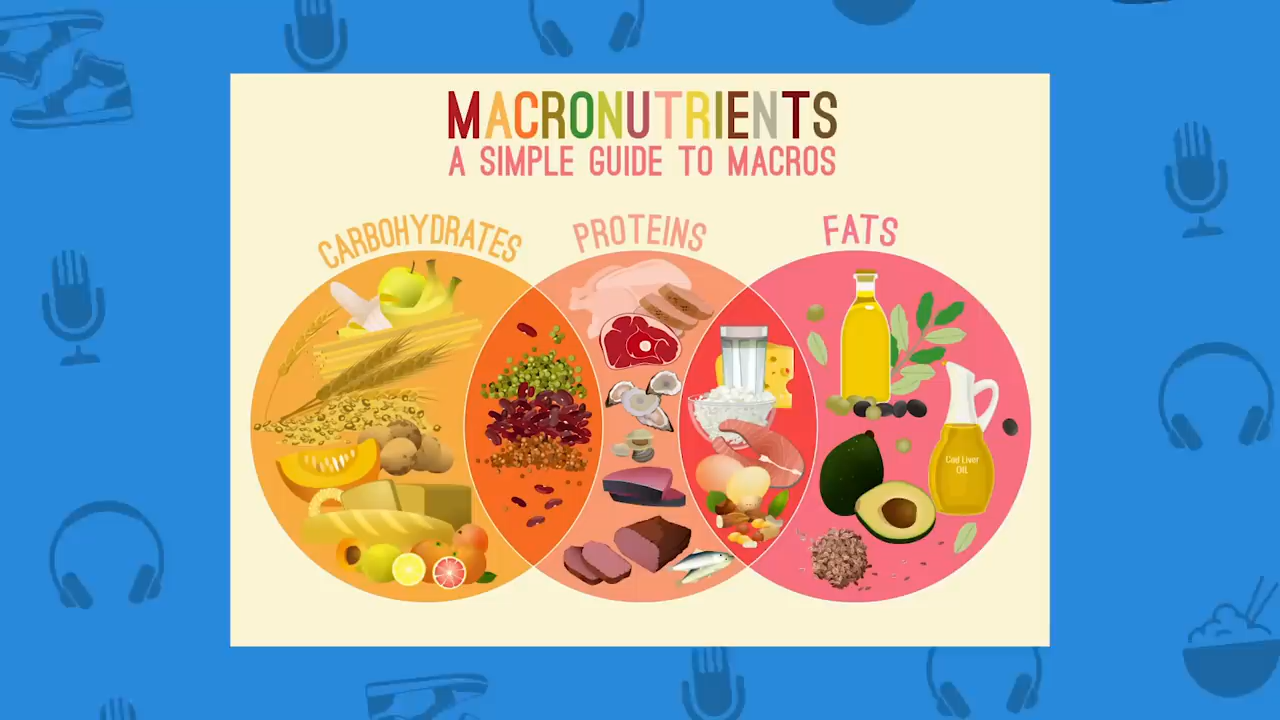 MACRONUTRIENTS
A SIMPLE GUIDE TO MACROS
CARBOHYDRATES
PROTEINS
FATS
Cod Liver
OIL